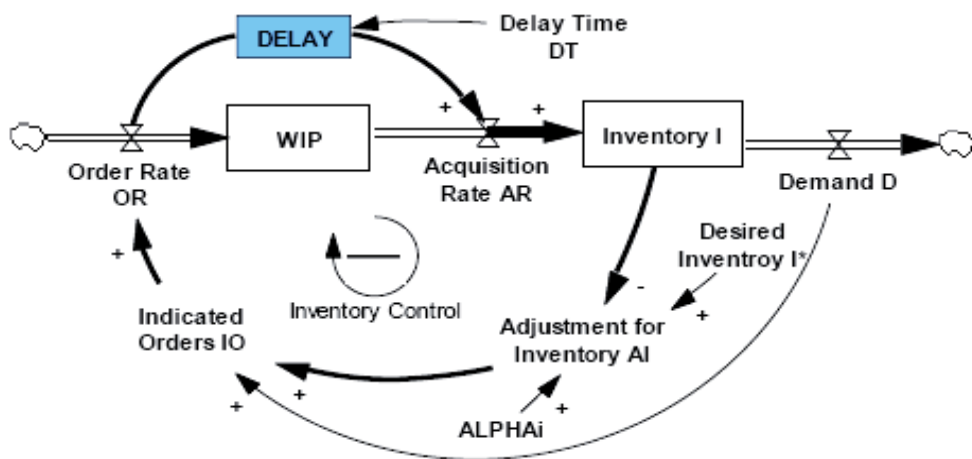 DELAY
Delay Time
DT
+
+
WIP
Inventory I
Order Rate
OR
Acquisition
Rate AR
Demand D
+
Desired
Inventroy I*
-
+
Inventory Control
Indicated
Orders IO
Adjustment for
Inventory AI
+
+
+
ALPHAi